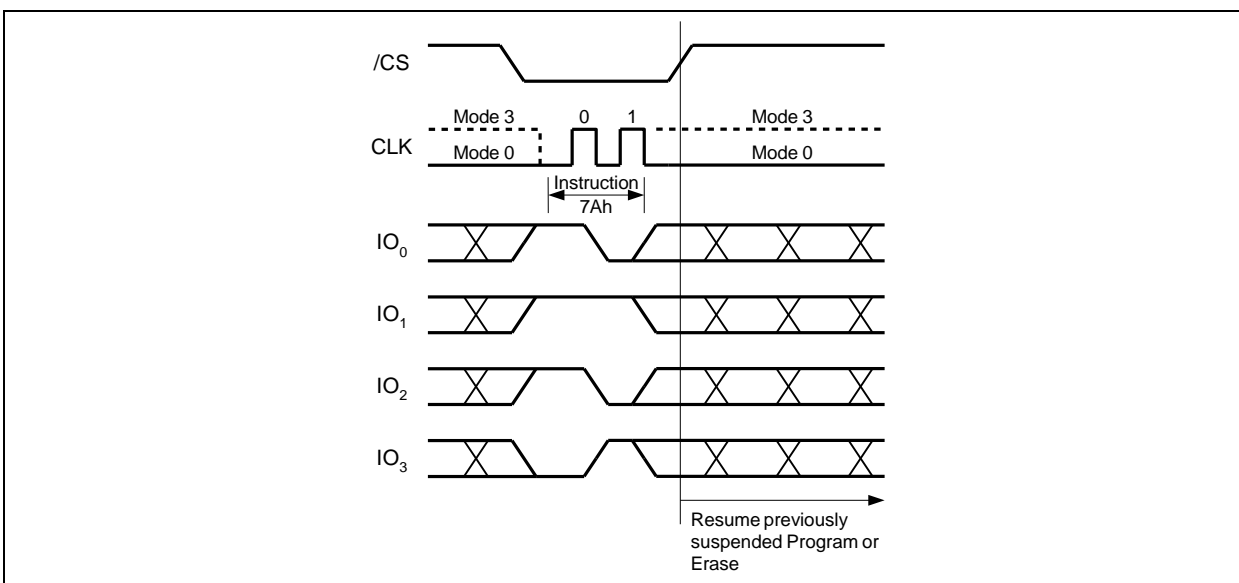 /CS
Mode 3 0 1 Mode 3
CLK
Mode 0 Mode 0
Instruction
7Ah
IO0
IO1
IO2
IO3
Resume previously
suspended Program or
Erase